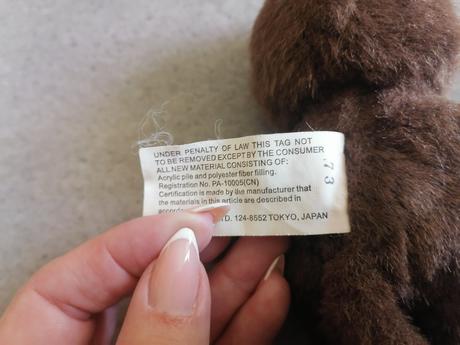 UNDER PENALTY OF LAW THIS TAG NOT
TO BE REMOVED EXCEPT BY THE CONSUMER
ALL NEW MATERIAL CONSISTING OF:
Acrylic pile and polyester fiber filling.
Registration No. PA-10005(CN)
Certification is made by the manufacturer that
the materials in this article are described in
LTD. 124-8552 TOKYO, JAPAN
.73